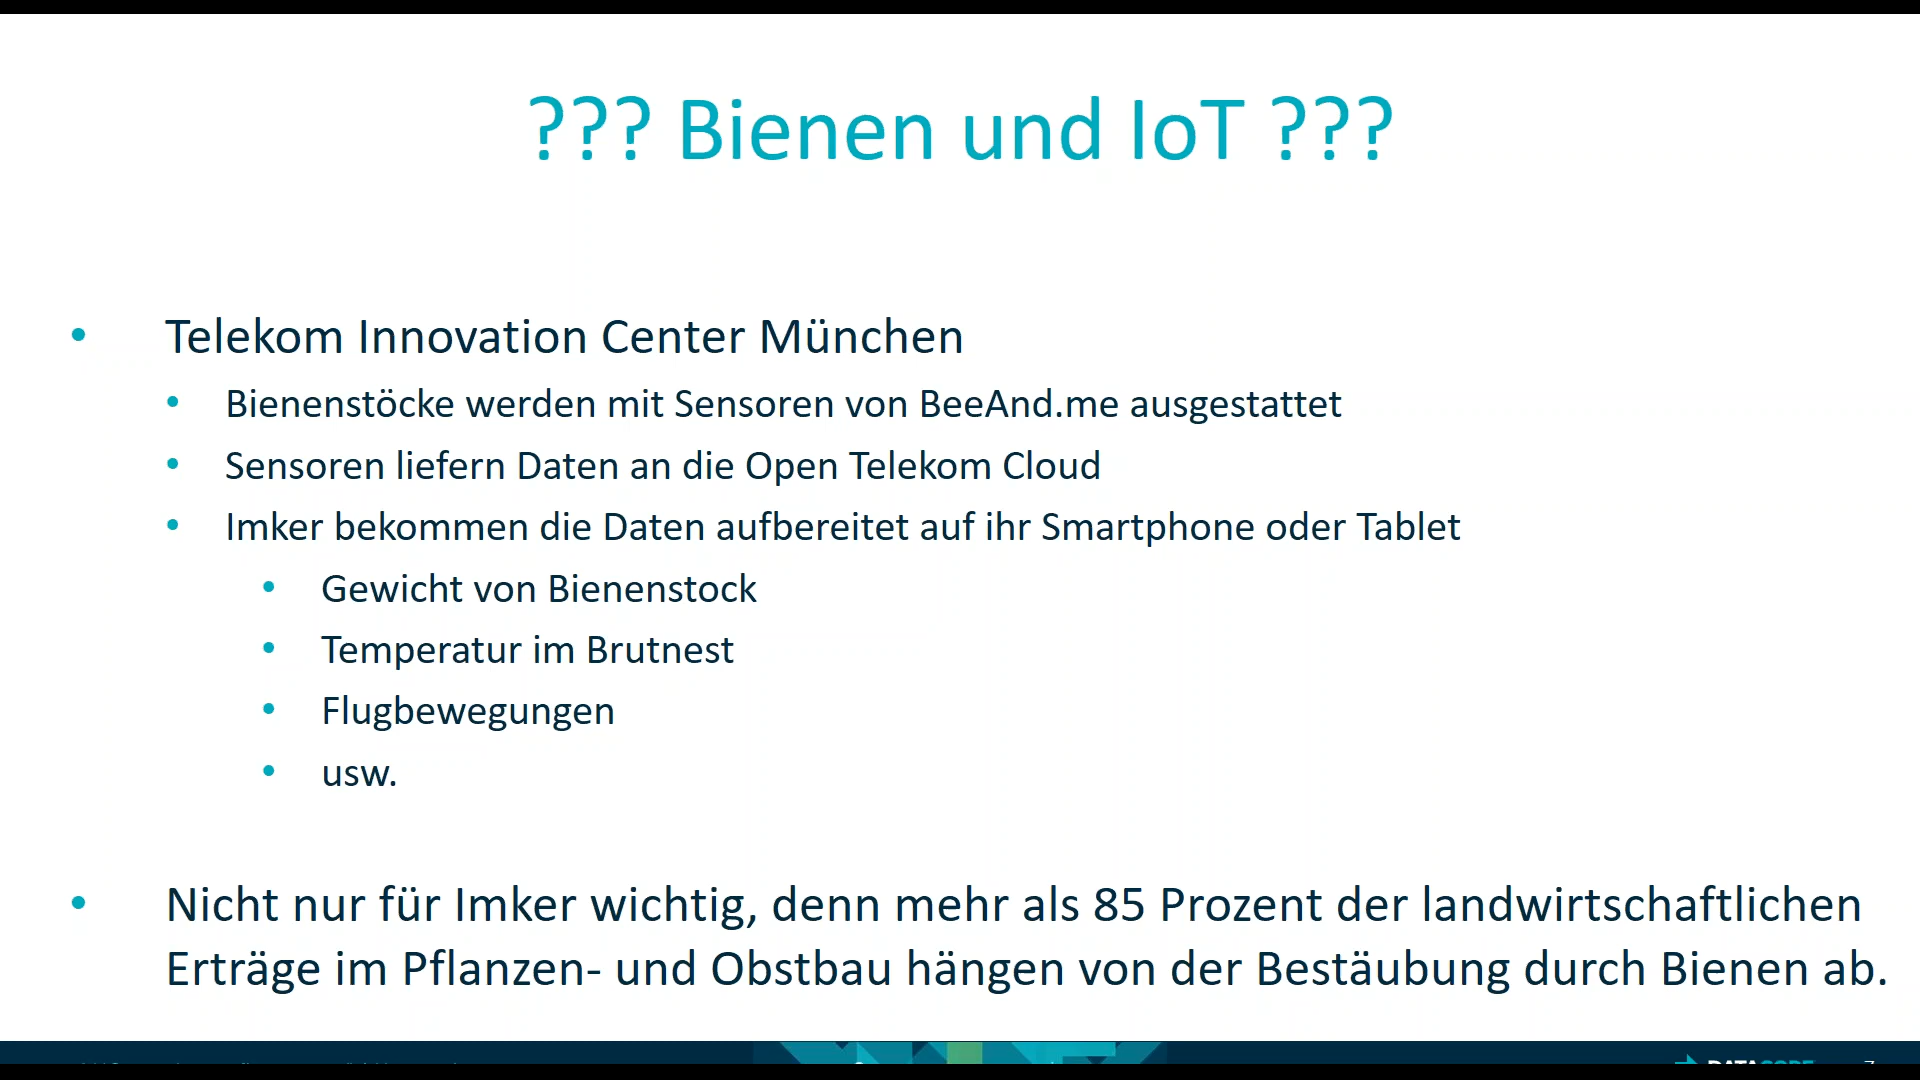 ??? Bienen und IoT ???
• Telekom Innovation Center München
• Bienenstöcke werden mit Sensoren von BeeAnd.me ausgestattet
• Sensoren liefern Daten an die Open Telekom Cloud
• Imker bekommen die Daten aufbereitet auf ihr Smartphone oder Tablet
• Gewicht von Bienenstock
• Temperatur im Brutnest
• Flugbewegungen
• usw.
• Nicht nur für Imker wichtig, denn mehr als 85 Prozent der landwirtschaftlichen
Erträge im Pflanzen- und Obstbau hängen von der Bestäubung durch Bienen ab.
DATACORE